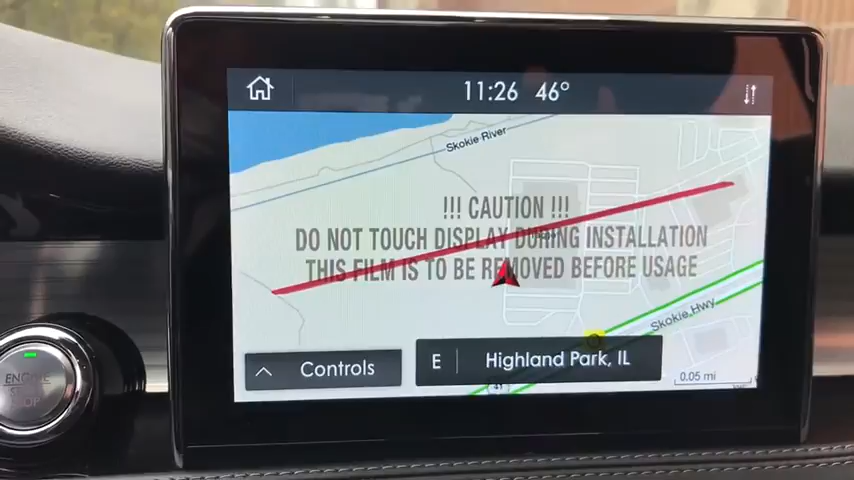 11:26 46°
Skokie River
!!! CAUTION !!!
DO NOT TOUCH DISPLAY DURING INSTALLATION
THIS FILM IS TO BE REMOVED BEFORE USAGE
Skokie Hwy
Controls
E Highland Park, IL
0.05 mi
41
ENGINE
STOP